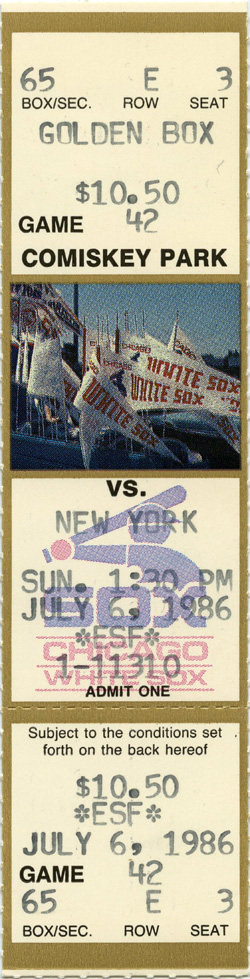 65 E 3
BOX/SEC. ROW SEAT
GOLDEN BOX
$10.50
GAME 42
COMISKEY PARK
CHICAGO
WHITE SOX
WHITE SOX
WHITE SOX
VS.
NEW YORK
SUN. 1:30 PM
JULY 6, 1986
SOX
*ESF*
CHICAGO
1-11310
WHITE SOX
ADMIT ONE
Subject to the conditions set
forth on the back hereof
$10.50
*ESF*
JULY 6, 1986
GAME 42
65 E 3
BOX/SEC. ROW SEAT